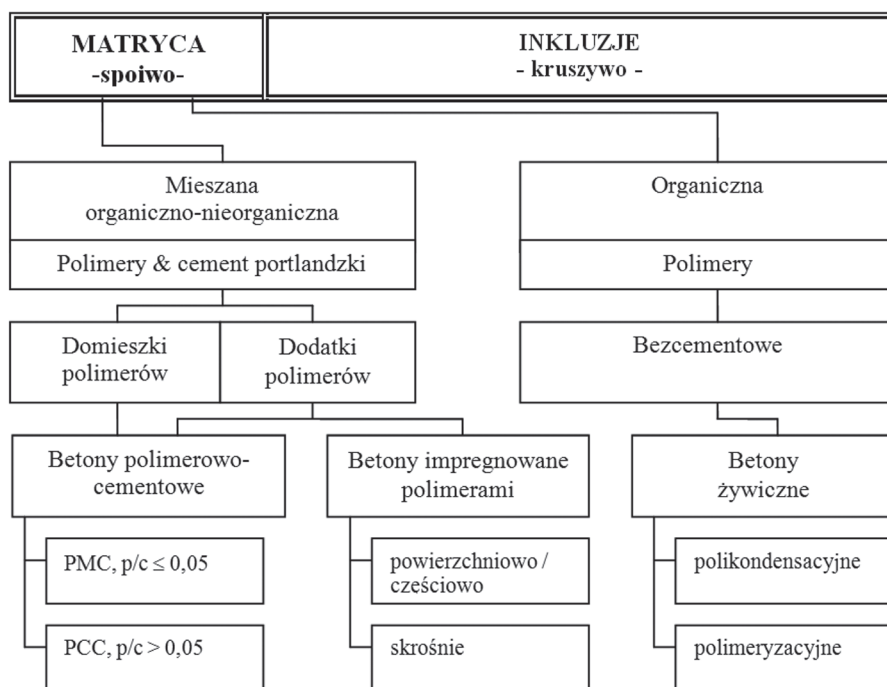 MATRYCA
-spoiwo-
INKLUZJE
- kruszywo -
Mieszana
organiczno-nieorganiczna
Organiczna
Polimery & cement portlandzki
Polimery
Domieszki
polimerów
Dodatki
polimerów
Bezcementowe
Betony polimerowo-
cementowe
Betony impregnowane
polimerami
Betony
żywiczne
PMC, p/c ≤ 0,05
powierzchniowo /
cześciowo
polikondensacyjne
PCC, p/c > 0,05
skrośnie
polimeryzacyjne